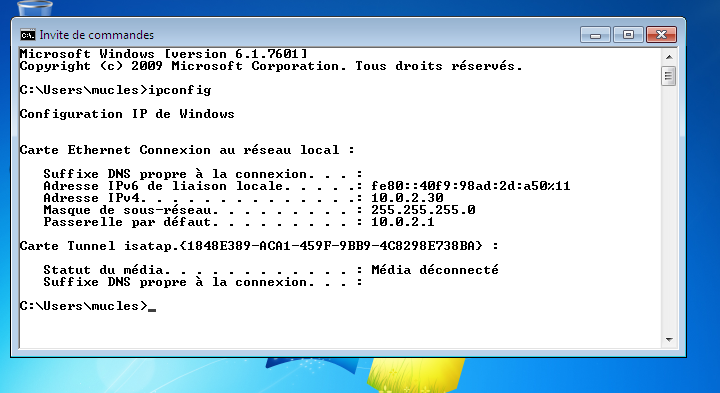 Invite de commandes
Microsoft Windows [version 6.1.7601]
Copyright (c) 2009 Microsoft Corporation. Tous droits réservés.
C:\Users\mucles>ipconfig
Configuration IP de Windows
Carte Ethernet Connexion au réseau local :
Suffixe DNS propre à la connexion. . . :
Adresse IPv6 de liaison locale. . . . .: fe80::40f9:98ad:2d:a50%11
Adresse IPv4. . . . . . . . . . . . . .: 10.0.2.30
Masque de sous-réseau. . . . . . . . . : 255.255.255.0
Passerelle par défaut. . . . . . . . . : 10.0.2.1
Carte Tunnel isatap.{1848E389-ACA1-459F-9BB9-4C8298E738BA} :
Statut du média. . . . . . . . . . . . : Média déconnecté
Suffixe DNS propre à la connexion. . . :
C:\Users\mucles>_